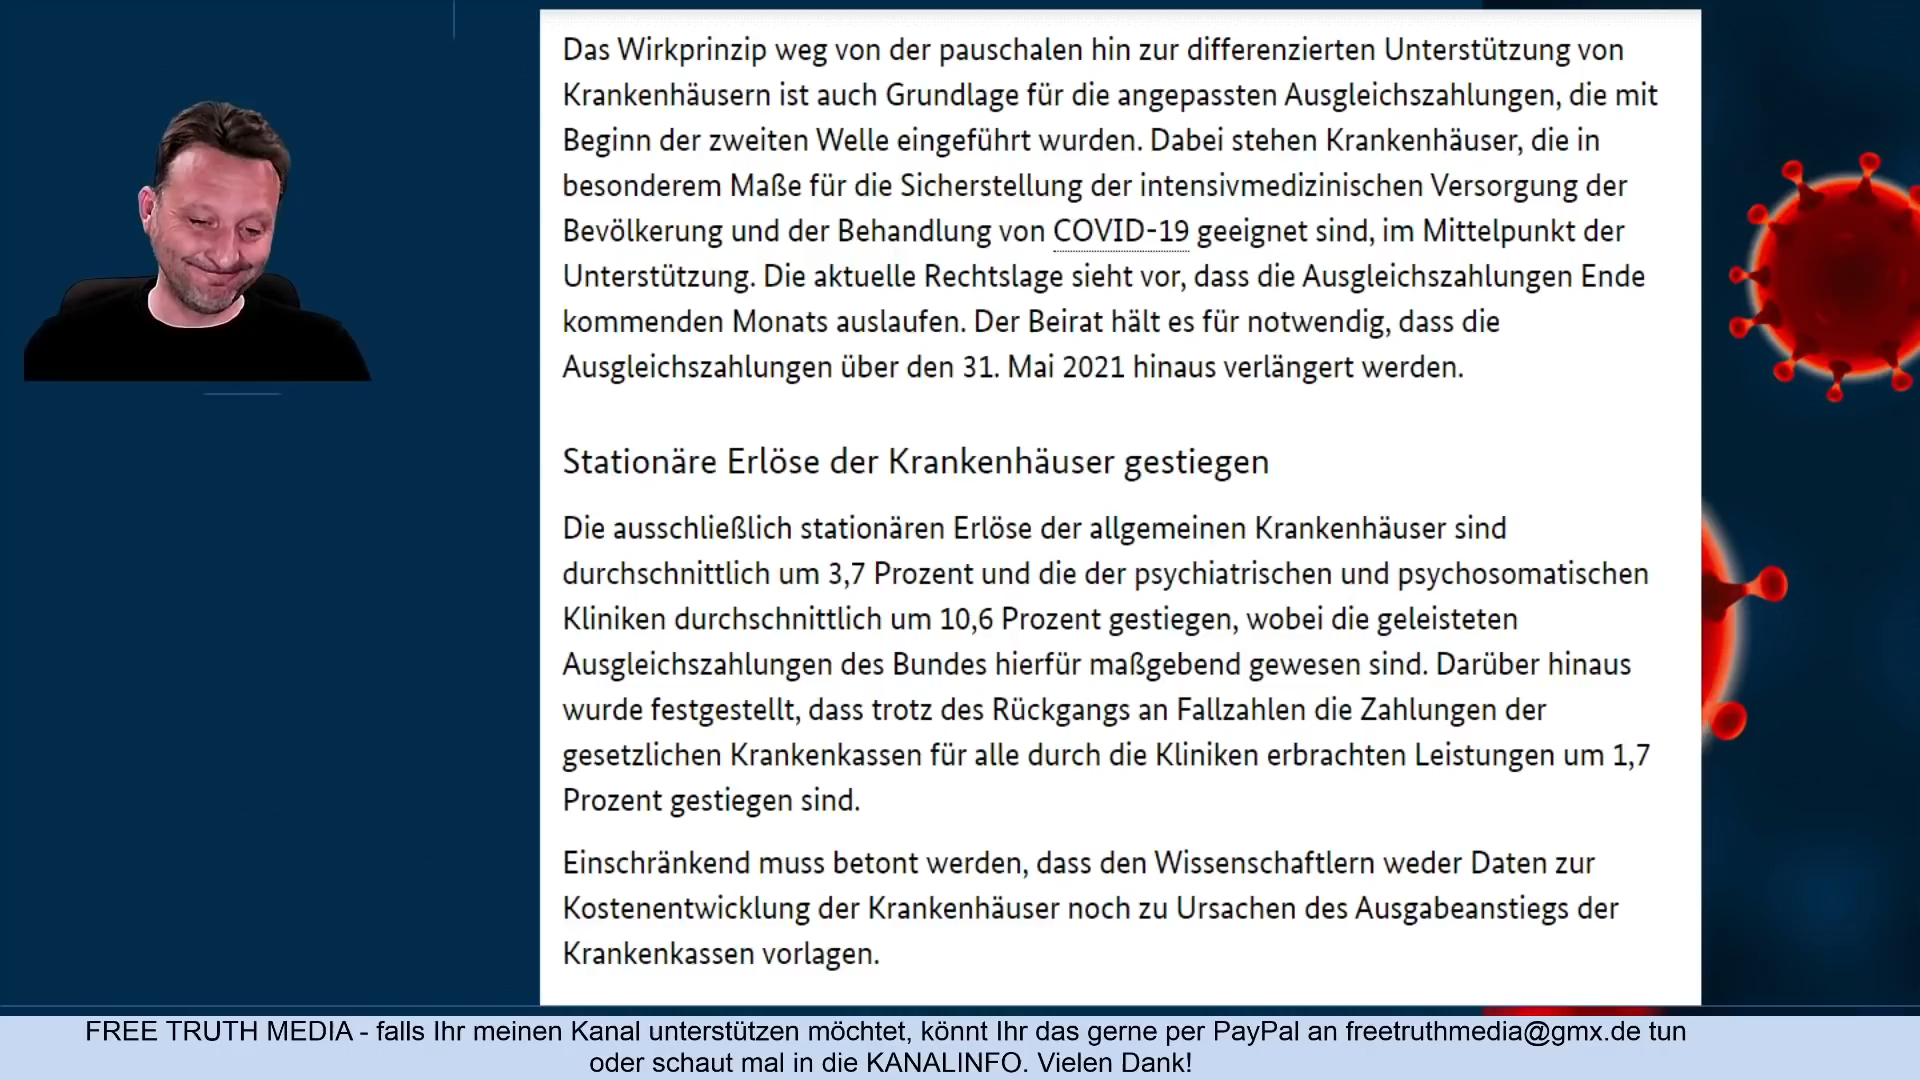 Das Wirkprinzip weg von der pauschalen hin zur differenzierten Unterstützung von
Krankenhäusern ist auch Grundlage für die angepassten Ausgleichszahlungen, die mit
Beginn der zweiten Welle eingeführt wurden. Dabei stehen Krankenhäuser, die in
besonderem Maße für die Sicherstellung der intensivmedizinischen Versorgung der
Bevölkerung und der Behandlung von COVID-19 geeignet sind, im Mittelpunkt der
Unterstützung. Die aktuelle Rechtslage sieht vor, dass die Ausgleichszahlungen Ende
kommenden Monats auslaufen. Der Beirat hält es für notwendig, dass die
Ausgleichszahlungen über den 31. Mai 2021 hinaus verlängert werden.
Stationäre Erlöse der Krankenhäuser gestiegen
Die ausschließlich stationären Erlöse der allgemeinen Krankenhäuser sind
durchschnittlich um 3,7 Prozent und die der psychiatrischen und psychosomatischen
Kliniken durchschnittlich um 10,6 Prozent gestiegen, wobei die geleisteten
Ausgleichszahlungen des Bundes hierfür maßgebend gewesen sind. Darüber hinaus
wurde festgestellt, dass trotz des Rückgangs an Fallzahlen die Zahlungen der
gesetzlichen Krankenkassen für alle durch die Kliniken erbrachten Leistungen um 1,7
Prozent gestiegen sind.
Einschränkend muss betont werden, dass den Wissenschaftlern weder Daten zur
Kostenentwicklung der Krankenhäuser noch zu Ursachen des Ausgabeanstiegs der
Krankenkassen vorlagen.
FREE TRUTH MEDIA - falls Ihr meinen Kanal unterstützen möchtet, könnt Ihr das gerne per PayPal an freetruthmedia@gmx.de tun
oder schaut mal in die KANALINFO. Vielen Dank!